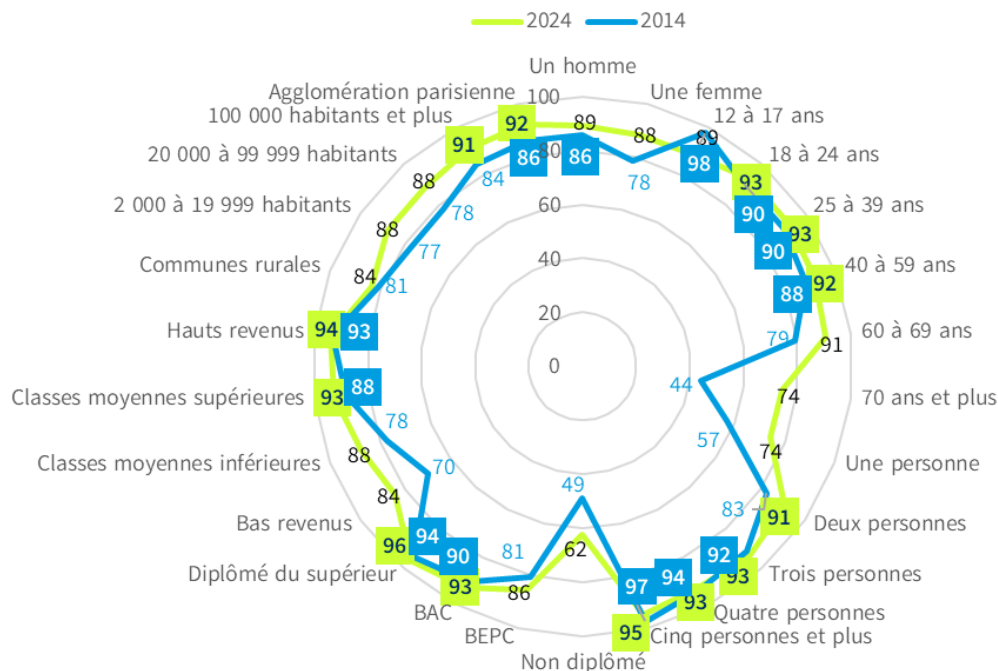 2024 2014
Un homme
Une femme
12 à 17 ans
18 à 24 ans
25 à 39 ans
40 à 59 ans
60 à 69 ans
70 ans et plus
Une personne
Deux personnes
Trois personnes
Quatre personnes
Cinq personnes et plus
Non diplômé
BEPC
BAC
Diplômé du supérieur
Bas revenus
Classes moyennes inférieures
Classes moyennes supérieures
Hauts revenus
Communes rurales
2 000 à 19 999 habitants
20 000 à 99 999 habitants
100 000 habitants et plus
Agglomération parisienne
100
80
60
40
20
0
89
88
89
93
93
92
91
74
74
91
93
93
95
62
86
93
96
84
88
93
94
84
88
88
91
92
86
78
98
90
90
88
79
44
57
83
92
94
97
49
81
90
94
70
78
88
93
81
77
78
84
86